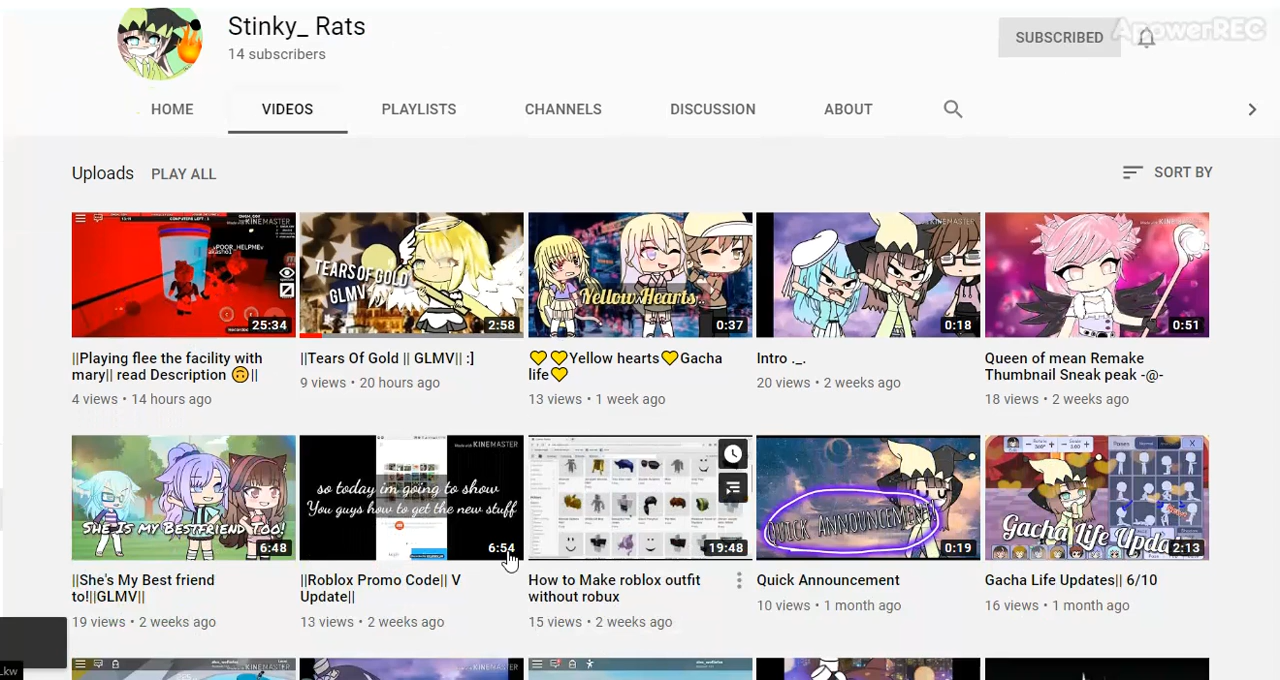 Stinky_ Rats
14 subscribers
SUBSCRIBED
ApowerREC
HOME
VIDEOS
PLAYLISTS
CHANNELS
DISCUSSION
ABOUT
Uploads
PLAY ALL
SORT BY
25:34
TEARS OF GOLD
GLMV
2:58
Yellow Hearts
0:37
0:18
0:51
||Playing flee the facility with
mary|| read Description 🙃||
4 views • 14 hours ago
||Tears Of Gold || GLMV|| :]
9 views • 20 hours ago
💛💛Yellow hearts💛Gacha
life💛
13 views • 1 week ago
Intro ._.
20 views • 2 weeks ago
Queen of mean Remake
Thumbnail Sneak peak -@-
18 views • 2 weeks ago
SHE IS MY BESTFRIEND TOO!
6:48
so today im going to show
You guys how to get the new stuff
6:54
19:48
QUICK ANNOUNCEMENT
0:19
Gacha Life Upda
2:13
||She's My Best friend
to!||GLMV||
19 views • 2 weeks ago
||Roblox Promo Code|| V
Update||
13 views • 2 weeks ago
How to Make roblox outfit
without robux
15 views • 2 weeks ago
Quick Announcement
10 views • 1 month ago
Gacha Life Updates|| 6/10
16 views • 1 month ago